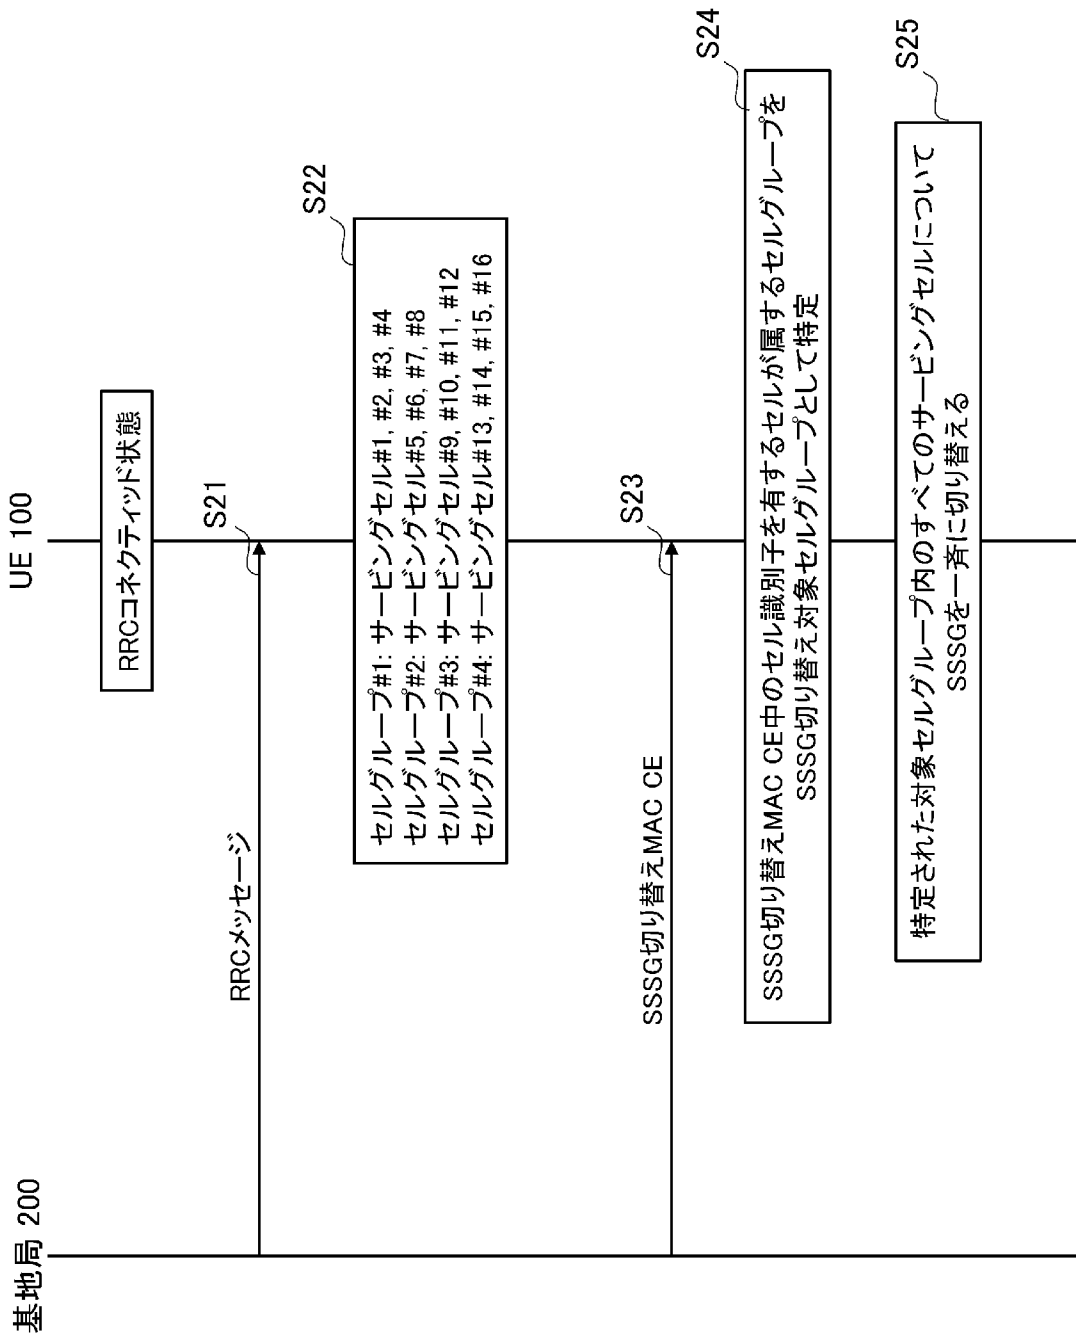 基地局 200
UE 100
RRCコネクティッド状態
RRCメッセージ
S21
S22
セルグループ#1: サービングセル#1, #2, #3, #4
セルグループ#2: サービングセル#5, #6, #7, #8
セルグループ#3: サービングセル#9, #10, #11, #12
セルグループ#4: サービングセル#13, #14, #15, #16
SSSG切り替えMAC CE
S23
S24
SSSG切り替えMAC CE中のセル識別子を有するセルが属するセルグループを
SSSG切り替え対象セルグループとして特定
S25
特定された対象セルグループ内のすべてのサービングセルについて
SSSGを一斉に切り替える